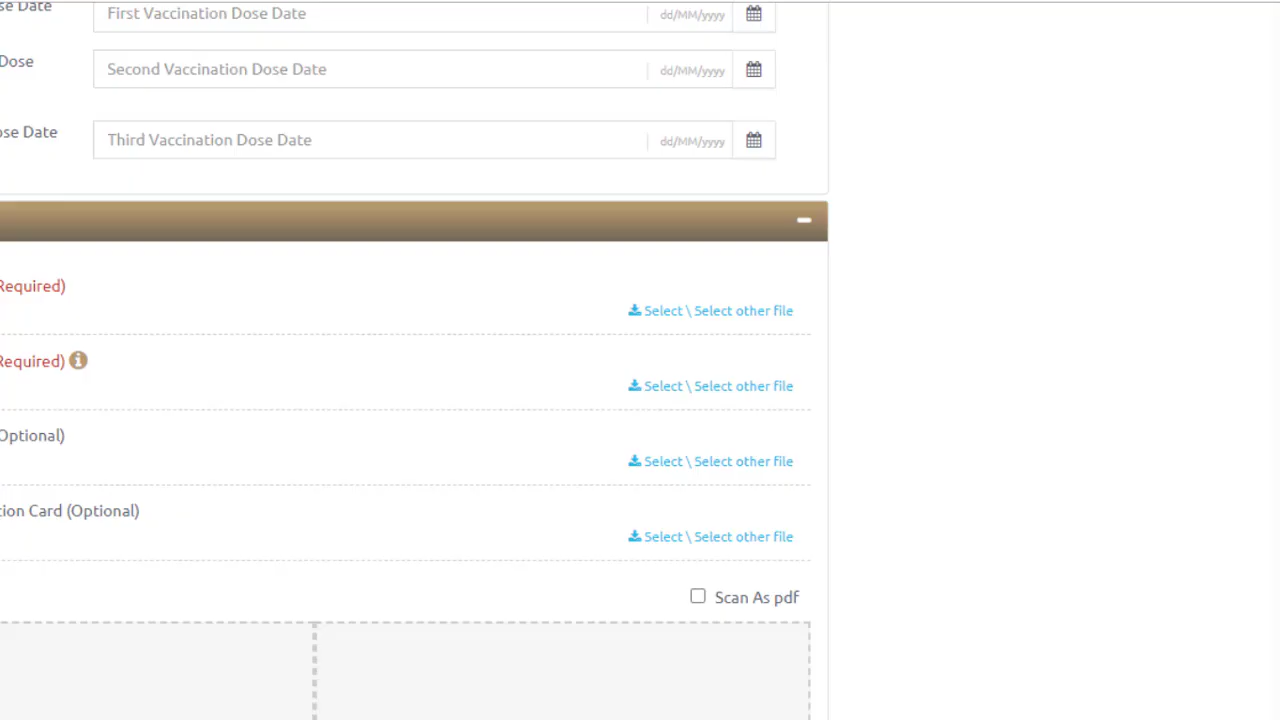 se Date First Vaccination Dose Date dd/MM/yyyy
Dose Second Vaccination Dose Date dd/MM/yyyy
ose Date Third Vaccination Dose Date dd/MM/yyyy
Required)
Select \ Select other file
Required)
Select \ Select other file
Optional)
Select \ Select other file
tion Card (Optional)
Select \ Select other file
Scan As pdf